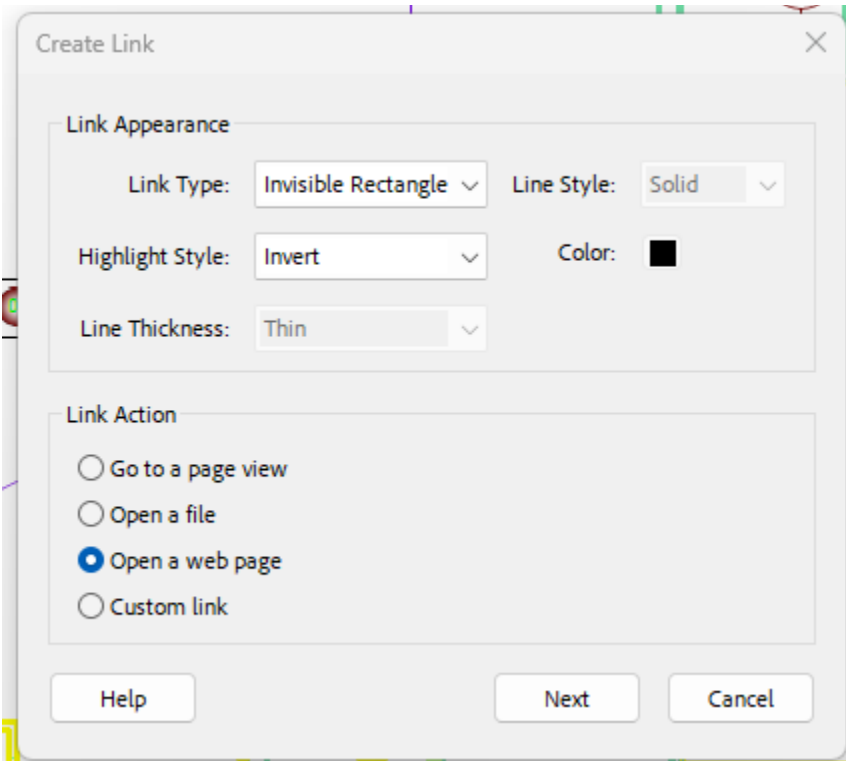 Create Link
Link Appearance
Link Type: Invisible Rectangle Line Style: Solid
Highlight Style: Invert Color:
Line Thickness: Thin
Link Action
Go to a page view
Open a file
Open a web page
Custom link
Help Next Cancel